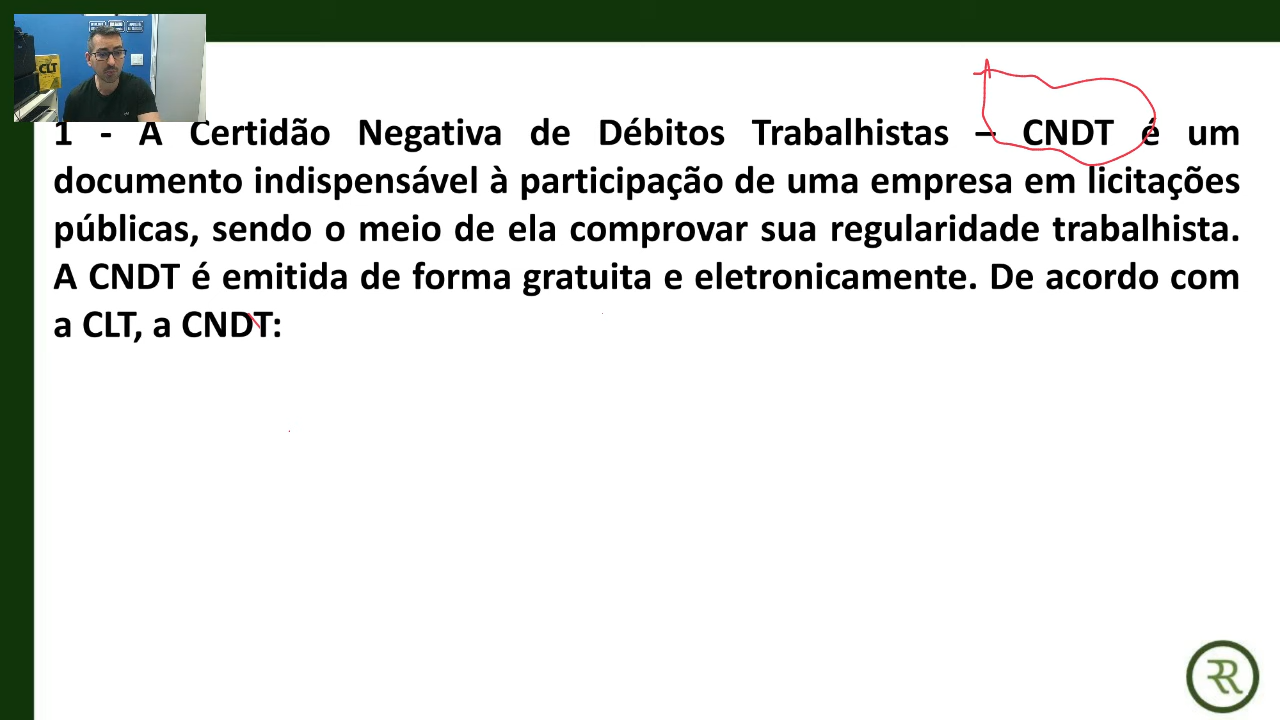 CLT
1 - A Certidão Negativa de Débitos Trabalhistas – CNDT é um
documento indispensável à participação de uma empresa em licitações
públicas, sendo o meio de ela comprovar sua regularidade trabalhista.
A CNDT é emitida de forma gratuita e eletronicamente. De acordo com
a CLT, a CNDT: